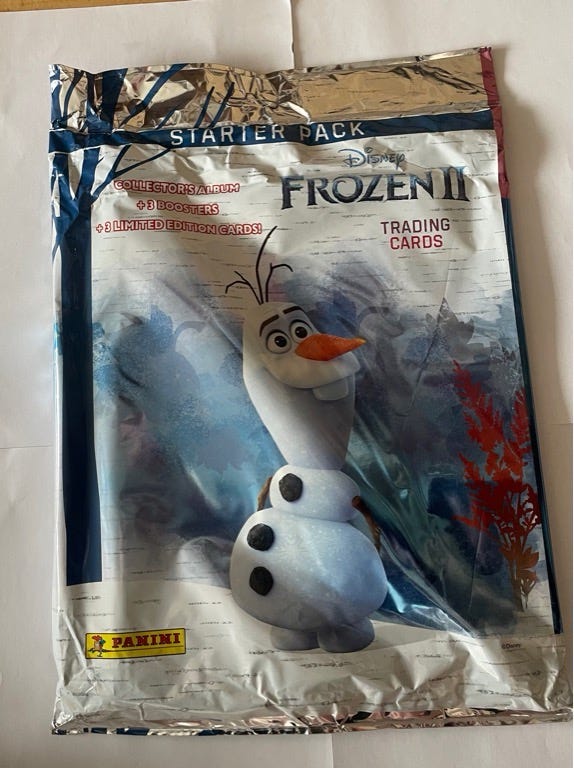 STARTER PACK
COLLECTOR'S ALBUM
+ 3 BOOSTERS
+ 3 LIMITED EDITION CARDS!
Disney
FROZEN II
TRADING
CARDS
PANINI
©Disney